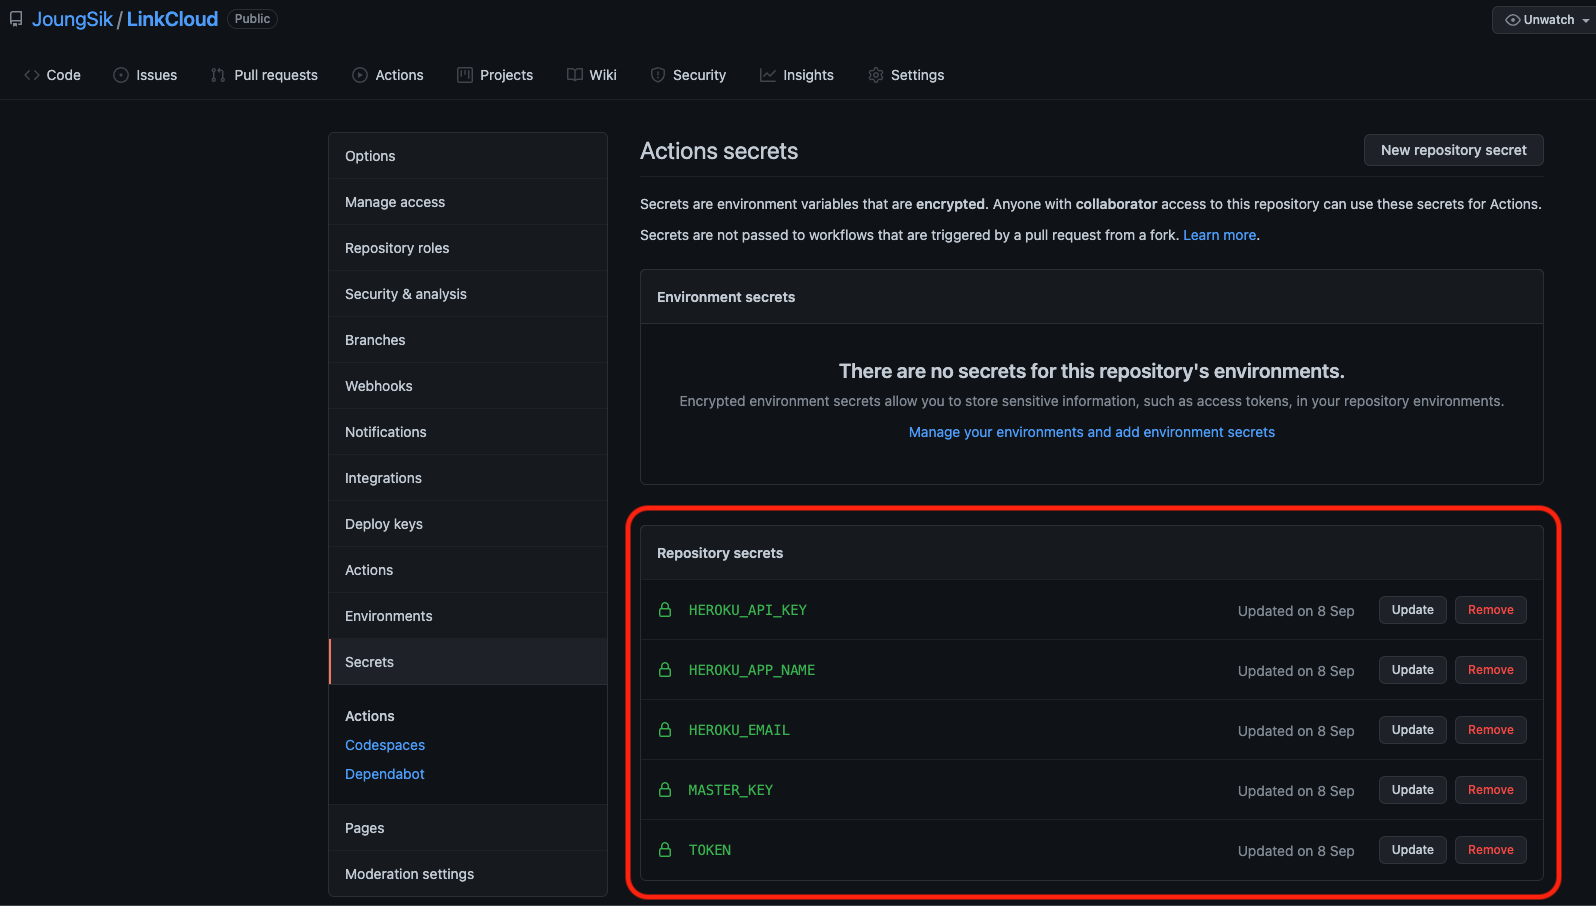 JoungSik / LinkCloud Public
Unwatch
Code Issues Pull requests Actions Projects Wiki Security Insights Settings
Options
Manage access
Repository roles
Security & analysis
Branches
Webhooks
Notifications
Integrations
Deploy keys
Actions
Environments
Secrets
Actions
Codespaces
Dependabot
Pages
Moderation settings
Actions secrets
New repository secret
Secrets are environment variables that are encrypted. Anyone with collaborator access to this repository can use these secrets for Actions.
Secrets are not passed to workflows that are triggered by a pull request from a fork. Learn more.
Environment secrets
There are no secrets for this repository's environments.
Encrypted environment secrets allow you to store sensitive information, such as access tokens, in your repository environments.
Manage your environments and add environment secrets
Repository secrets
HEROKU_API_KEY Updated on 8 Sep Update Remove
HEROKU_APP_NAME Updated on 8 Sep Update Remove
HEROKU_EMAIL Updated on 8 Sep Update Remove
MASTER_KEY Updated on 8 Sep Update Remove
TOKEN Updated on 8 Sep Update Remove